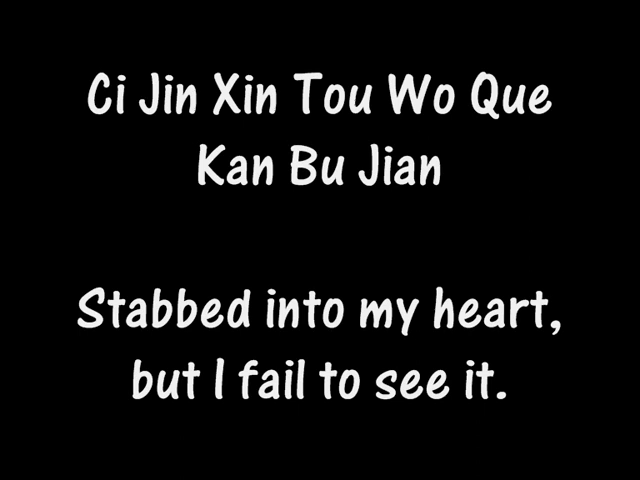 Ci Jin Xin Tou Wo Que
Kan Bu Jian
Stabbed into my heart,
but I fail to see it.